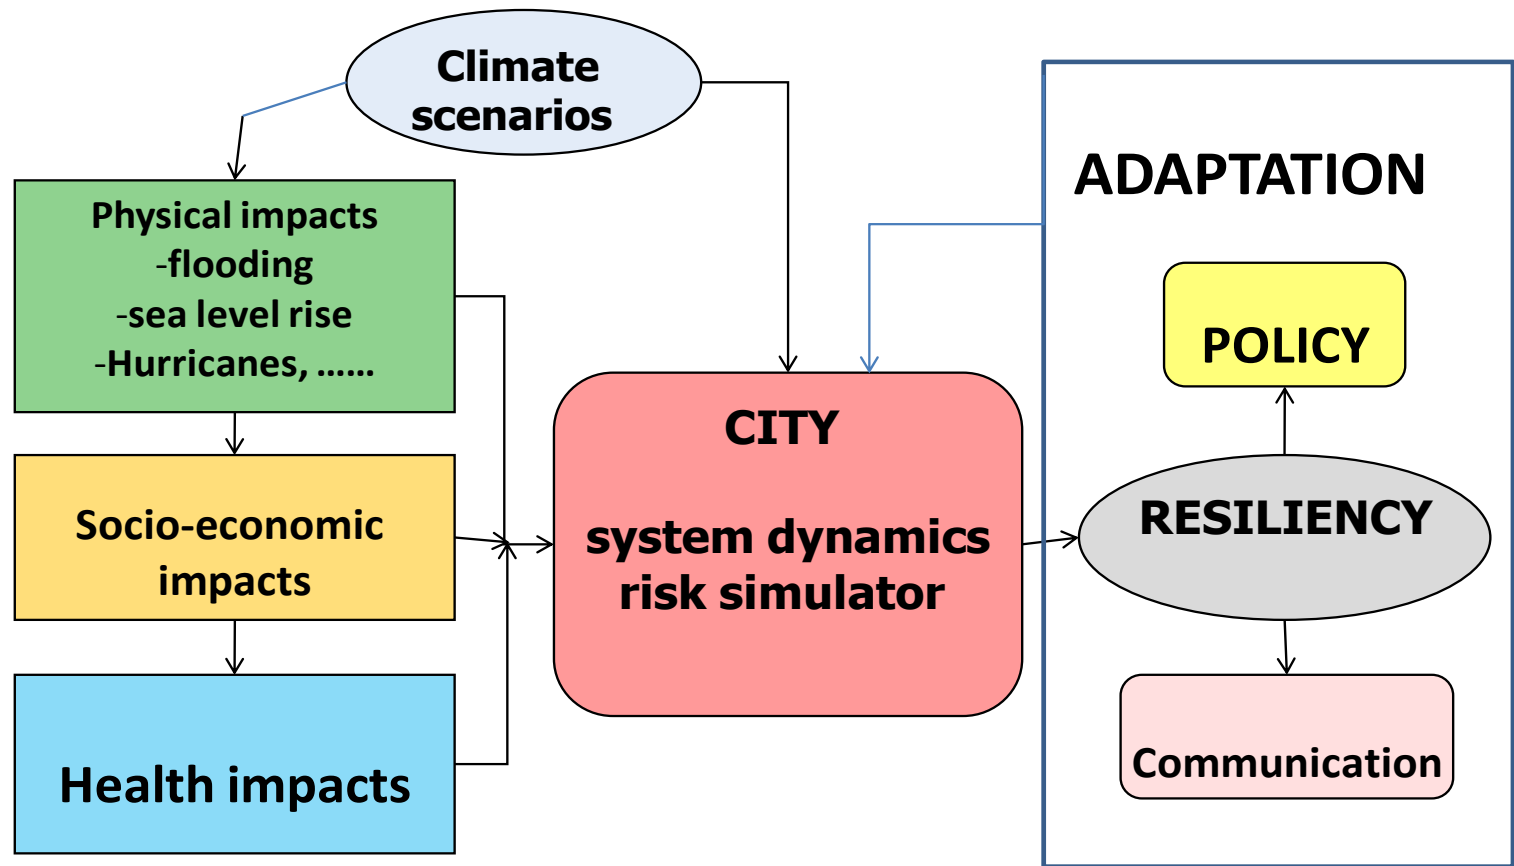 Climate
scenarios
Physical impacts
-flooding
-sea level rise
-Hurricanes, ......
Socio-economic
impacts
Health impacts
CITY
system dynamics
risk simulator
ADAPTATION
POLICY
RESILIENCY
Communication